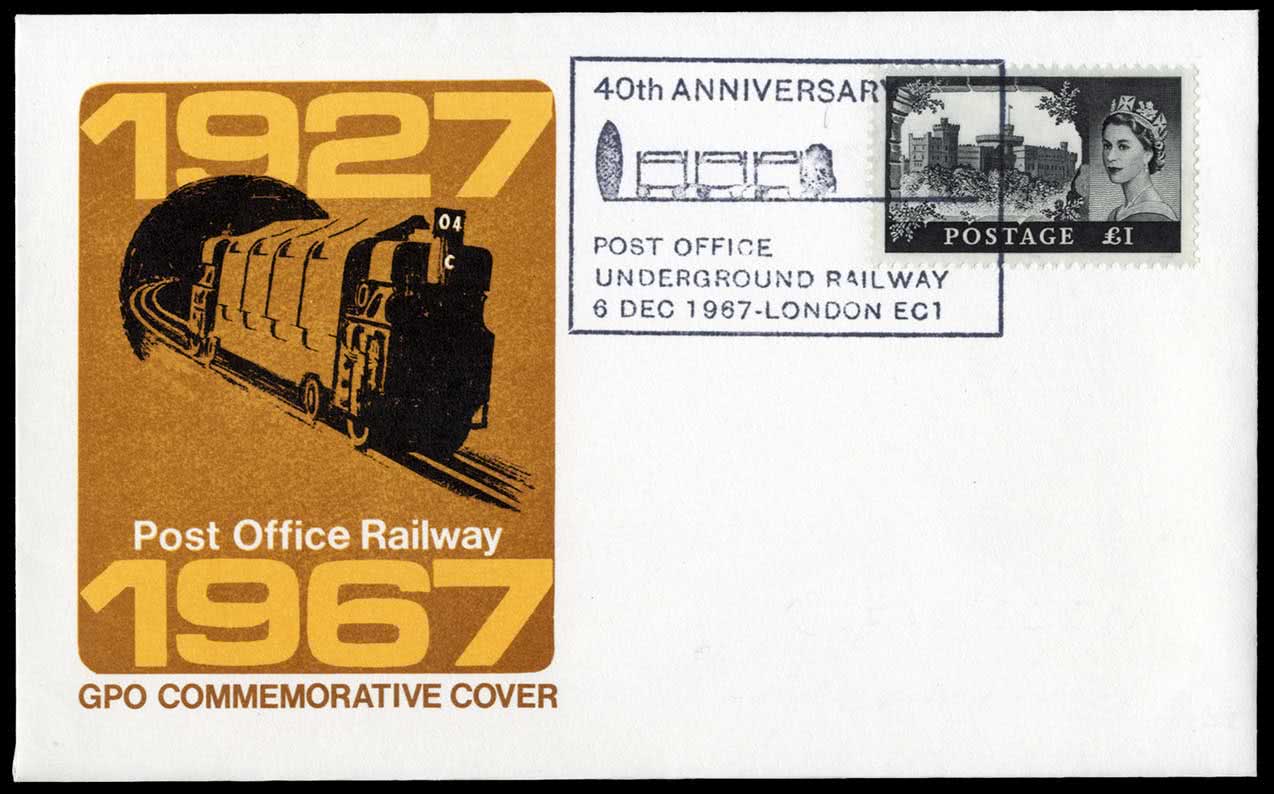 1927
04
C
Post Office Railway
1967
GPO COMMEMORATIVE COVER
40th ANNIVERSARY
POST OFFICE
UNDERGROUND RAILWAY
6 DEC 1967-LONDON EC1
POSTAGE £1